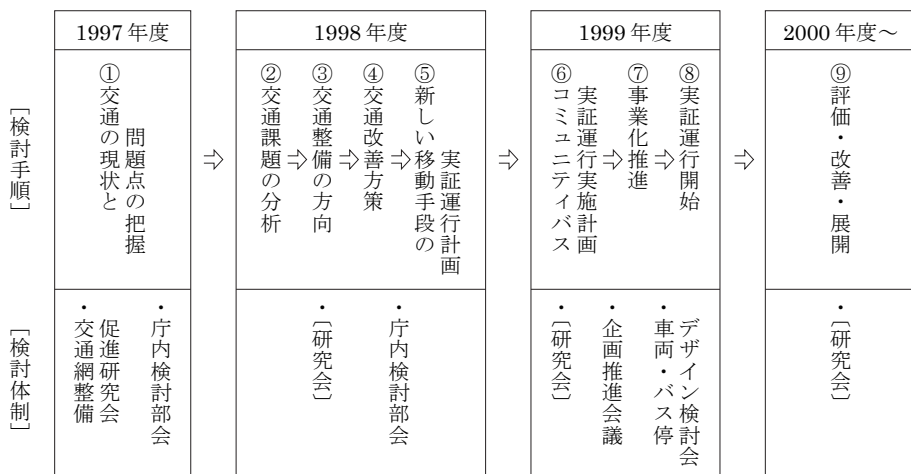 1997年度
1998年度
1999年度
2000年度～
［検討手順］
①交通の現状と
問題点の把握
⇨
②交通課題の分析
⇨
③交通整備の方向
⇨
④交通改善方策
⇨
⑤新しい移動手段の
実証運行計画
⇨
⑥コミュニティバス
実証運行実施計画
⇨
⑦事業化推進
⇨
⑧実証運行開始
⇨
⑨評価・改善・展開
［検討体制］
・交通網整備
促進研究会
・庁内検討部会
・〔研究会〕
・庁内検討部会
・〔研究会〕
・企画推進会議
・車両・バス停
デザイン検討会
・〔研究会〕